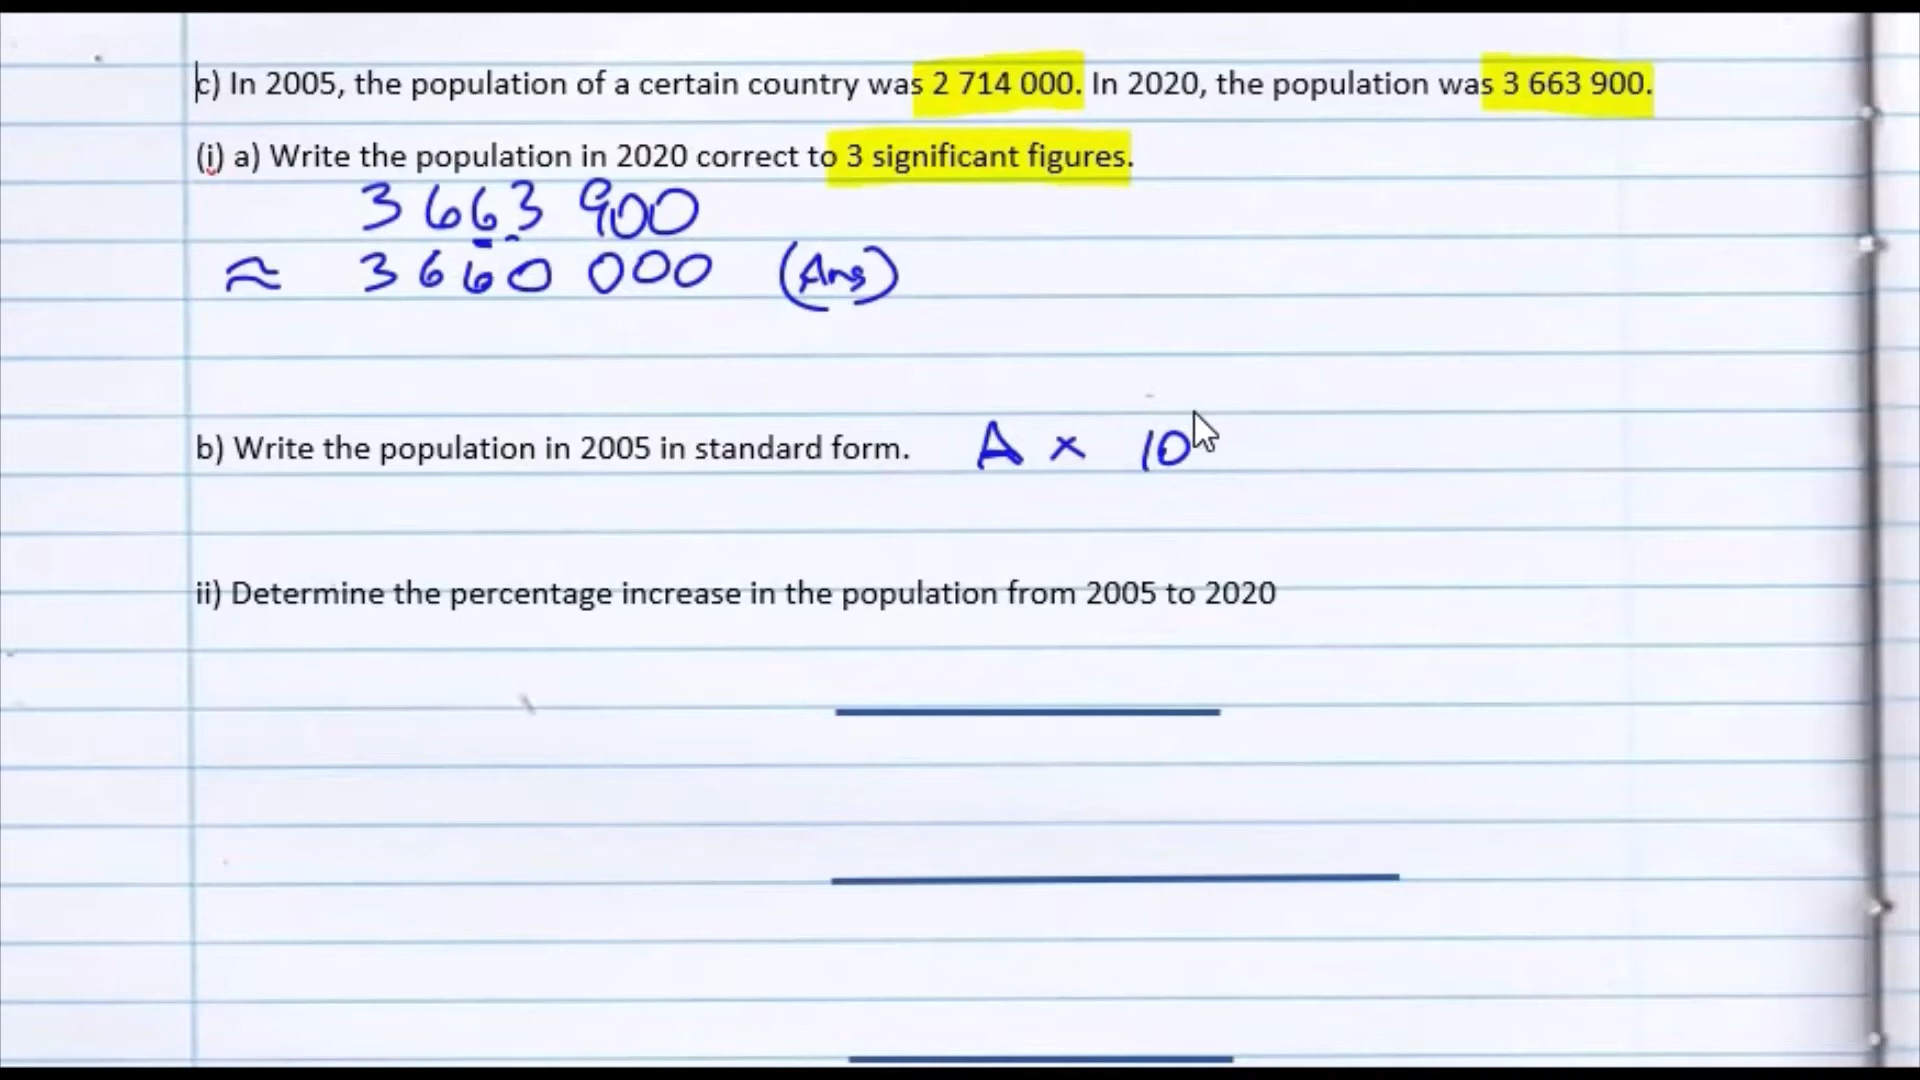 c) In 2005, the population of a certain country was 2 714 000. In 2020, the population was 3 663 900.
(i) a) Write the population in 2020 correct to 3 significant figures.
3 663 900
≈ 3 660 000 (Ans)
b) Write the population in 2005 in standard form. A × 10
ii) Determine the percentage increase in the population from 2005 to 2020